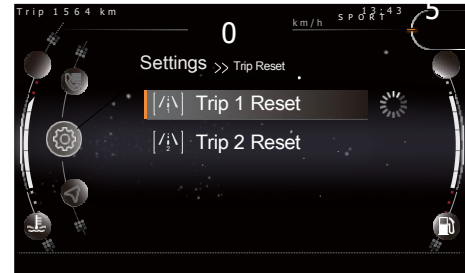 Trip 1564 km
0
km/h
SPORT
13:43
5
Settings >> Trip Reset
Trip 1 Reset
Trip 2 Reset